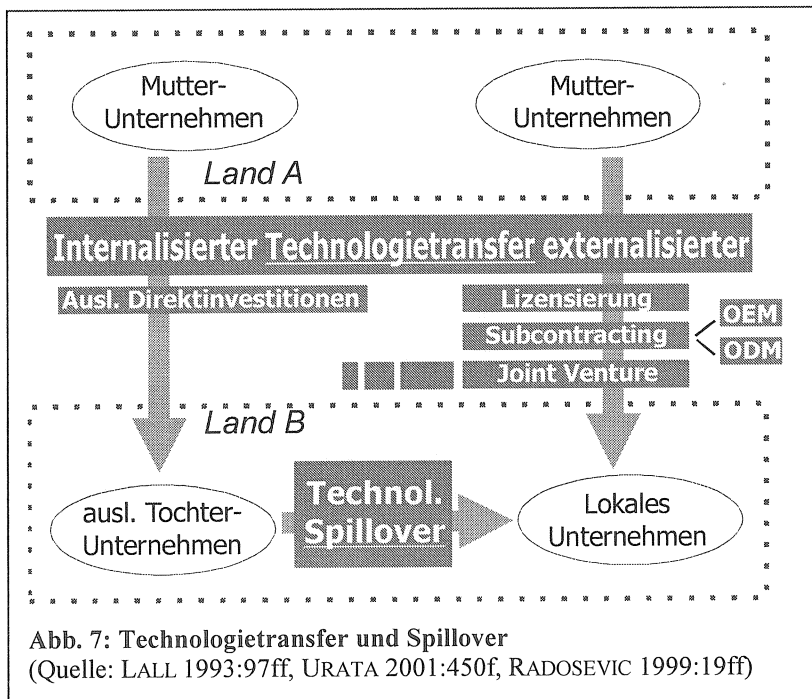 Mutter-
Unternehmen
Mutter-
Unternehmen
Land A
Internalisierter Technologietransfer externalisierter
Ausl. Direktinvestitionen
Lizensierung
Subcontracting
OEM
ODM
Joint Venture
Land B
ausl. Tochter-
Unternehmen
Technol.
Spillover
Lokales
Unternehmen
Abb. 7: Technologietransfer und Spillover
(Quelle: LALL 1993:97ff, URATA 2001:450f, RADOSEVIC 1999:19ff)